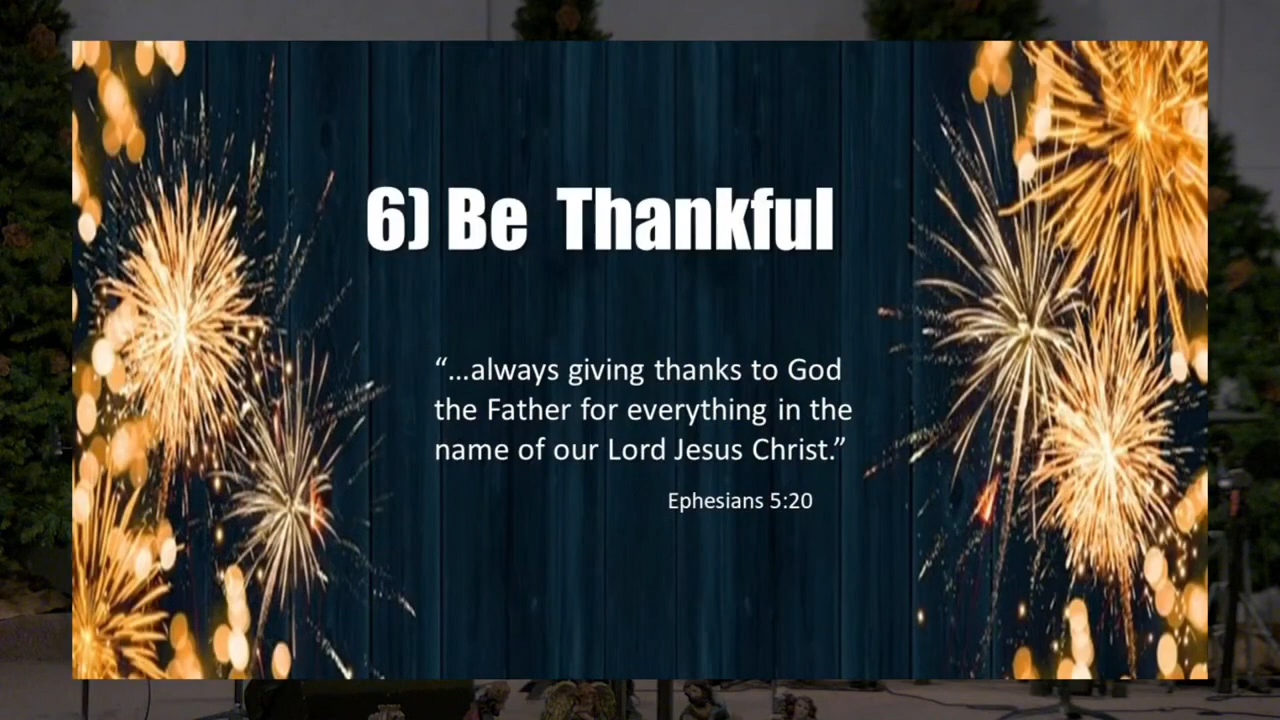 6) Be Thankful
“...always giving thanks to God
the Father for everything in the
name of our Lord Jesus Christ.”
Ephesians 5:20